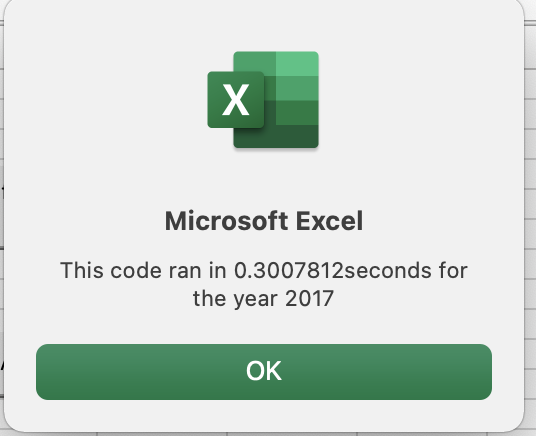 X
Microsoft Excel
This code ran in 0.3007812seconds for
the year 2017
OK